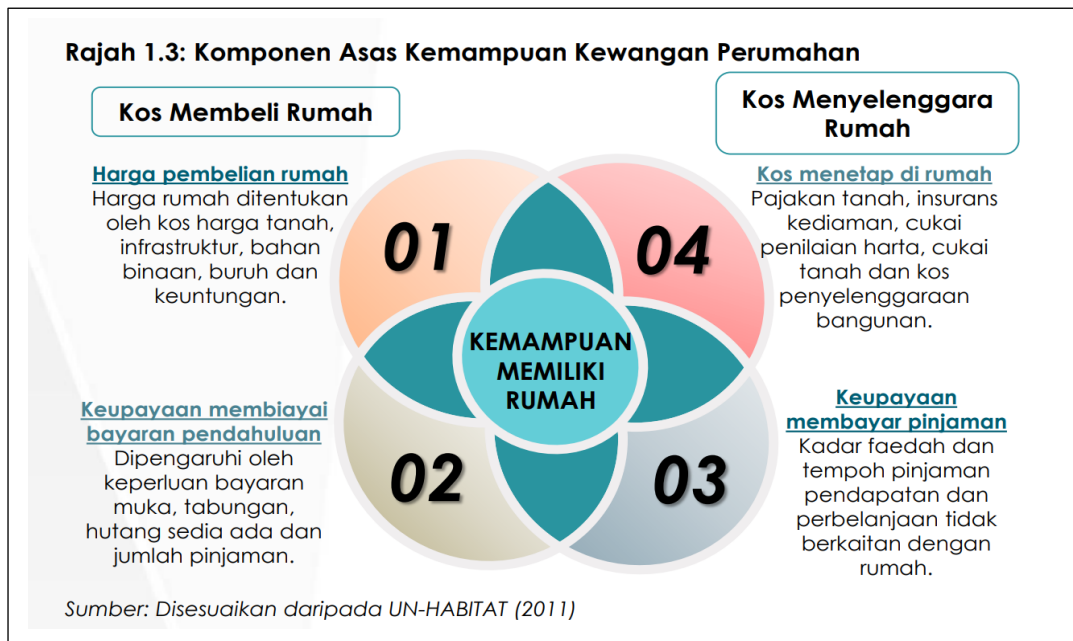 Rajah 1.3: Komponen Asas Kemampuan Kewangan Perumahan
Kos Membeli Rumah
Kos Menyelenggara
Rumah
Harga pembelian rumah
Harga rumah ditentukan
oleh kos harga tanah,
infrastruktur, bahan
binaan, buruh dan
keuntungan.
01
04
Kos menetap di rumah
Pajakan tanah, insurans
kediaman, cukai
penilaian harta, cukai
tanah dan kos
penyelenggaraan
bangunan.
KEMAMPUAN
MEMILIKI
RUMAH
Keupayaan membiayai
bayaran pendahuluan
Dipengaruhi oleh
keperluan bayaran
muka, tabungan,
hutang sedia ada dan
jumlah pinjaman.
02
03
Keupayaan
membayar pinjaman
Kadar faedah dan
tempoh pinjaman
pendapatan dan
perbelanjaan tidak
berkaitan dengan
rumah.
Sumber: Disesuaikan daripada UN-HABITAT (2011)